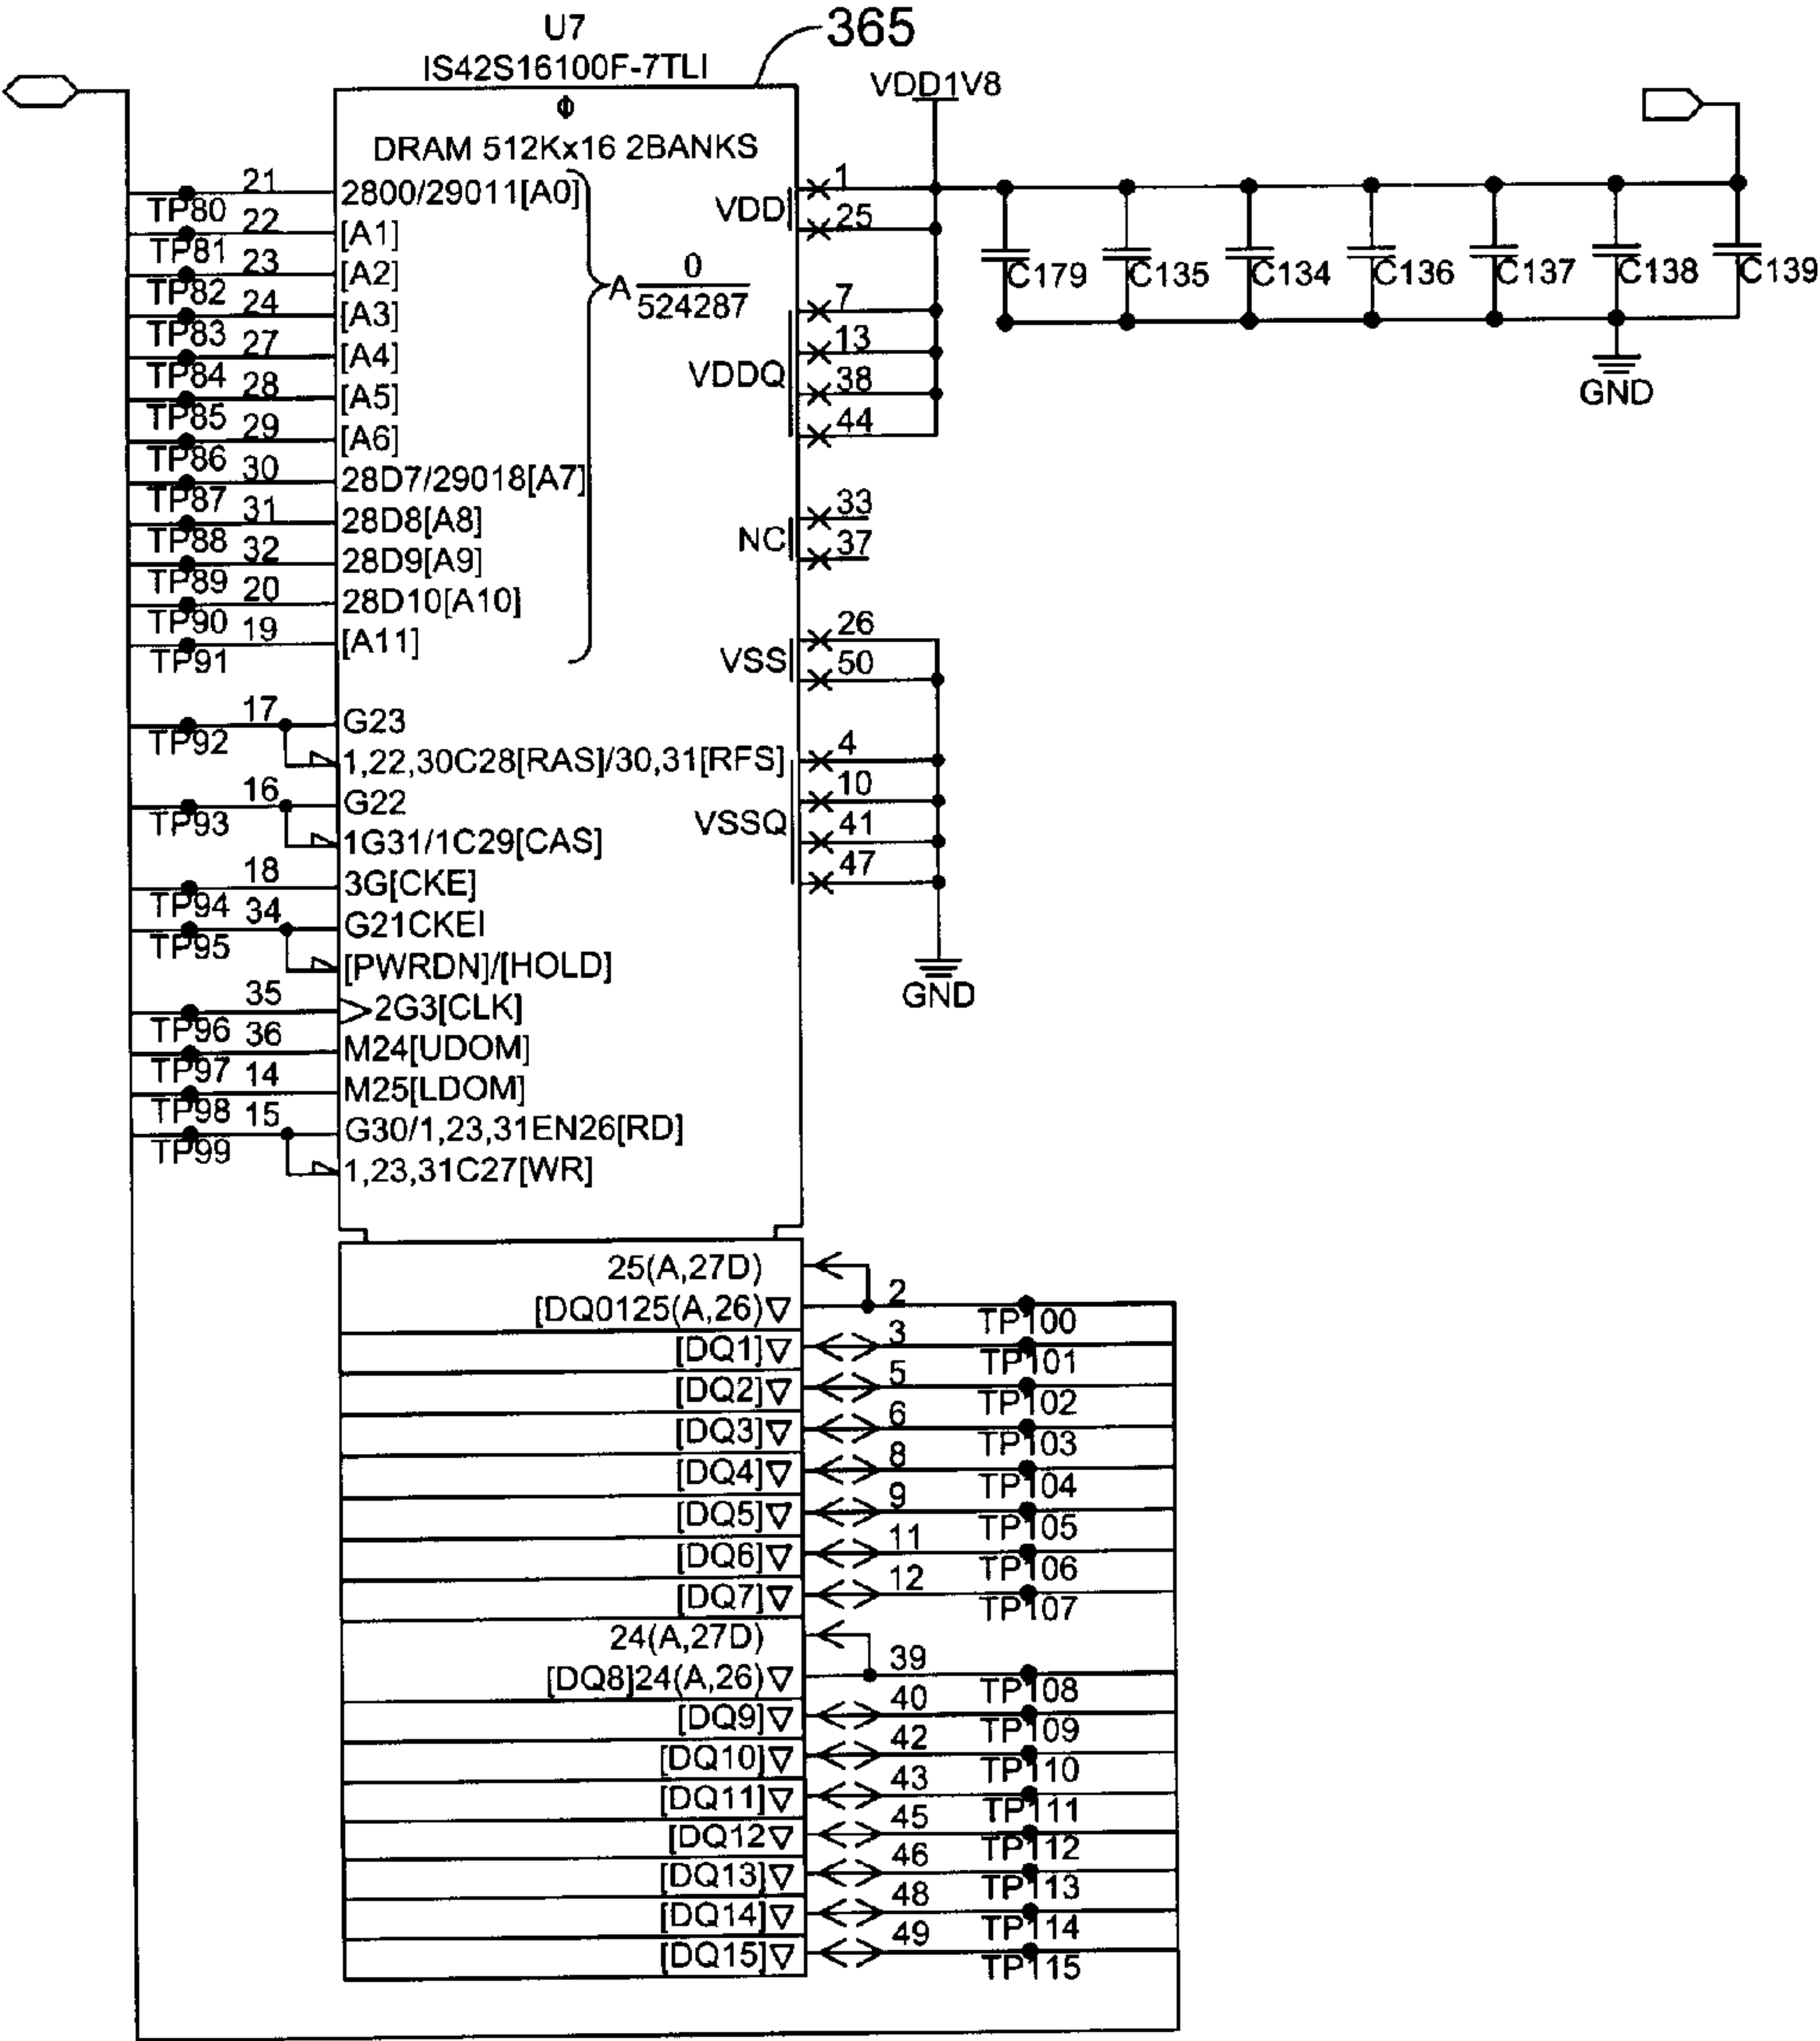 U7
365
IS42S16100F-7TLI
VDD1V8
Φ
DRAM 512Kx16 2BANKS
21
2800/29011[A0]
TP80
22
[A1]
TP81
23
[A2]
TP82
24
[A3]
TP83
27
[A4]
TP84
28
[A5]
TP85
29
[A6]
TP86
30
28D7/29018[A7]
TP87
31
28D8[A8]
TP88
32
28D9[A9]
TP89
20
28D10[A10]
TP90
19
[A11]
TP91
A 0
524287
17
G23
TP92
1,22,30C28[RAS]/30,31[RFS]
16
G22
TP93
1G31/1C29[CAS]
18
3G[CKE]
TP94
34
G21CKEI
TP95
[PWRDN]/[HOLD]
35
2G3[CLK]
TP96
36
M24[UDOM]
TP97
14
M25[LDOM]
TP98
15
G30/1,23,31EN26[RD]
TP99
1,23,31C27[WR]
VDD
1
25
VDDQ
7
13
38
44
NC
33
37
VSS
26
50
VSSQ
4
10
41
47
GND
C179
C135
C134
C136
C137
C138
C139
GND
25(A,27D)
[DQ0125(A,26)
2
TP100
[DQ1]
3
TP101
[DQ2]
5
TP102
[DQ3]
6
TP103
[DQ4]
8
TP104
[DQ5]
9
TP105
[DQ6]
11
TP106
[DQ7]
12
TP107
24(A,27D)
[DQ8]24(A,26)
39
TP108
[DQ9]
40
TP109
[DQ10]
42
TP110
[DQ11]
43
TP111
[DQ12
45
TP112
[DQ13]
46
TP113
[DQ14]
48
TP114
[DQ15]
49
TP115